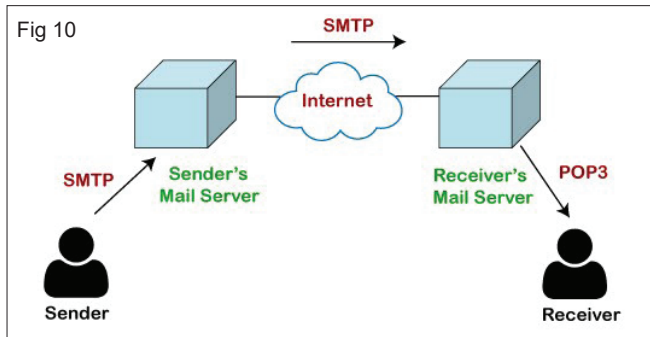 Fig 10
SMTP
Internet
SMTP
Sender's
Mail Server
Receiver's
Mail Server
POP3
Sender
Receiver